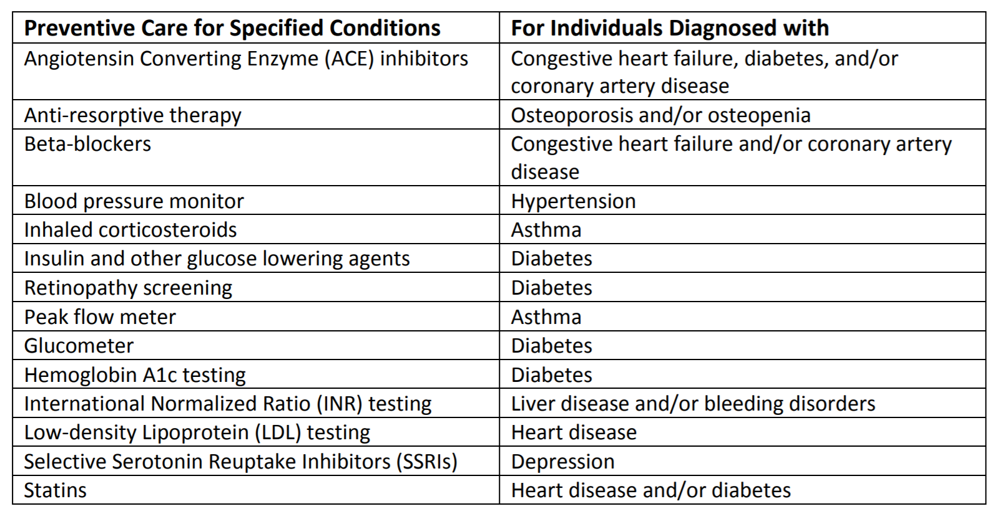 Preventive Care for Specified Conditions For Individuals Diagnosed with
Angiotensin Converting Enzyme (ACE) inhibitors Congestive heart failure, diabetes, and/or
coronary artery disease
Anti-resorptive therapy Osteoporosis and/or osteopenia
Beta-blockers Congestive heart failure and/or coronary artery
disease
Blood pressure monitor Hypertension
Inhaled corticosteroids Asthma
Insulin and other glucose lowering agents Diabetes
Retinopathy screening Diabetes
Peak flow meter Asthma
Glucometer Diabetes
Hemoglobin A1c testing Diabetes
International Normalized Ratio (INR) testing Liver disease and/or bleeding disorders
Low-density Lipoprotein (LDL) testing Heart disease
Selective Serotonin Reuptake Inhibitors (SSRIs) Depression
Statins Heart disease and/or diabetes